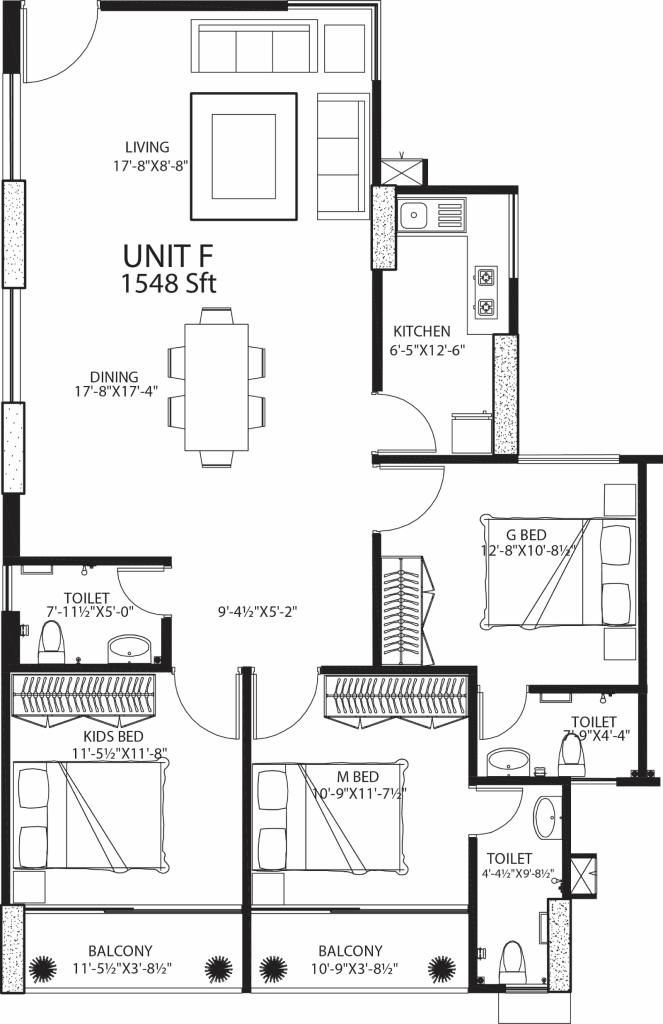 LIVING
17'-8"X8'-8"
UNIT F
1548 Sft
KITCHEN
6'-5"X12'-6"
DINING
17'-8"X17'-4"
G BED
12'-8"X10'-8½"
TOILET
7'-11½"X5'-0"
9'-4½"X5'-2"
KIDS BED
11'-5½"X11'-8"
TOILET
7'-9"X4'-4"
M BED
10'-9"X11'-7½"
TOILET
4'-4½"X9'-8½"
BALCONY
11'-5½"X3'-8½"
BALCONY
10'-9"X3'-8½"